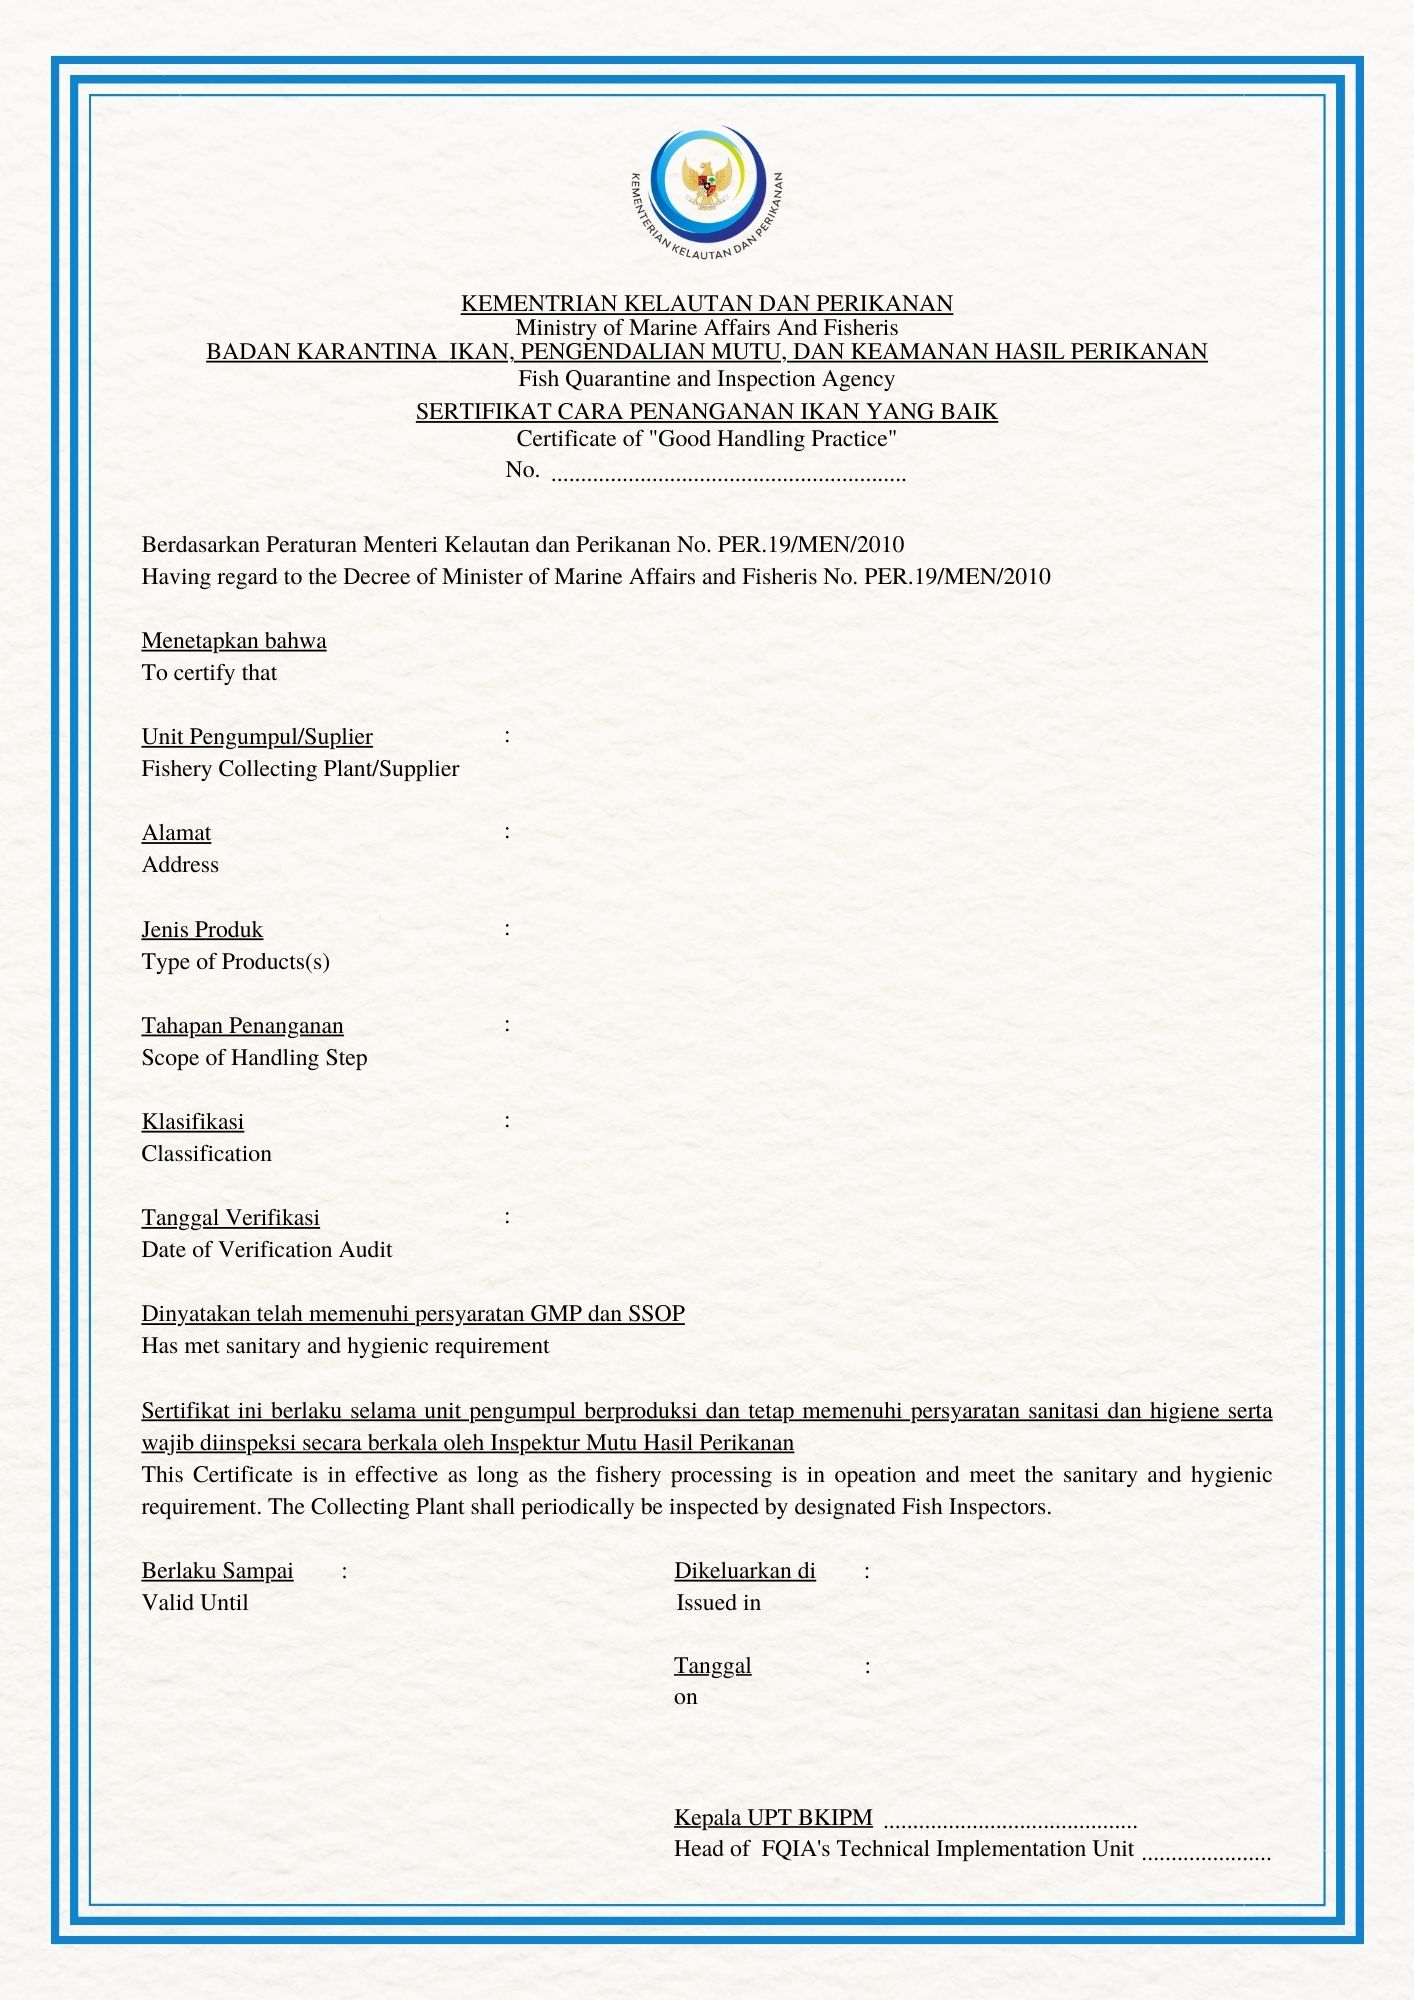 KEMENTERIAN KELAUTAN DAN PERIKANAN
KEMENTRIAN KELAUTAN DAN PERIKANAN
Ministry of Marine Affairs And Fisheris
BADAN KARANTINA IKAN, PENGENDALIAN MUTU, DAN KEAMANAN HASIL PERIKANAN
Fish Quarantine and Inspection Agency
SERTIFIKAT CARA PENANGANAN IKAN YANG BAIK
Certificate of "Good Handling Practice"
No. ............................................................
Berdasarkan Peraturan Menteri Kelautan dan Perikanan No. PER.19/MEN/2010
Having regard to the Decree of Minister of Marine Affairs and Fisheris No. PER.19/MEN/2010
Menetapkan bahwa
To certify that
Unit Pengumpul/Suplier :
Fishery Collecting Plant/Supplier
Alamat :
Address
Jenis Produk :
Type of Products(s)
Tahapan Penanganan :
Scope of Handling Step
Klasifikasi :
Classification
Tanggal Verifikasi :
Date of Verification Audit
Dinyatakan telah memenuhi persyaratan GMP dan SSOP
Has met sanitary and hygienic requirement
Sertifikat ini berlaku selama unit pengumpul berproduksi dan tetap memenuhi persyaratan sanitasi dan higiene serta
wajib diinspeksi secara berkala oleh Inspektur Mutu Hasil Perikanan
This Certificate is in effective as long as the fishery processing is in opeation and meet the sanitary and hygienic
requirement. The Collecting Plant shall periodically be inspected by designated Fish Inspectors.
Berlaku Sampai :
Valid Until
Dikeluarkan di :
Issued in
Tanggal :
on
Kepala UPT BKIPM ...........................................
Head of FQIA's Technical Implementation Unit ......................